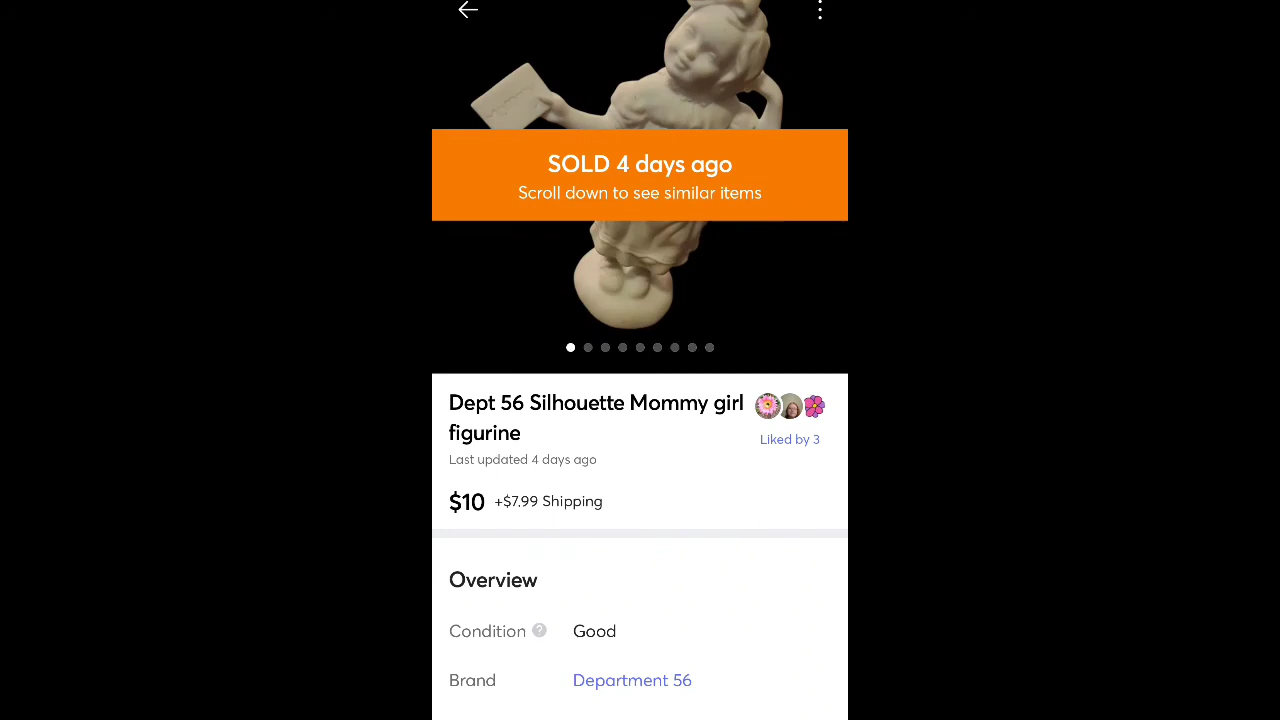 SOLD 4 days ago
Scroll down to see similar items
Dept 56 Silhouette Mommy girl
figurine
Liked by 3
Last updated 4 days ago
$10 +$7.99 Shipping
Overview
Condition ? Good
Brand Department 56